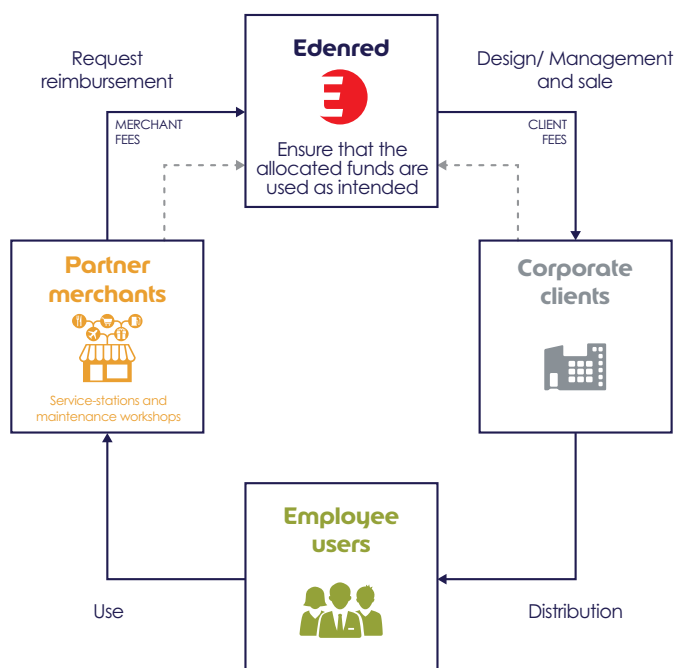 Edenred
Ensure that the
allocated funds are
used as intended
Request
reimbursement
MERCHANT
FEES
Design/ Management
and sale
CLIENT
FEES
Partner
merchants
Service-stations and
maintenance workshops
Corporate
clients
Employee
users
Use
Distribution